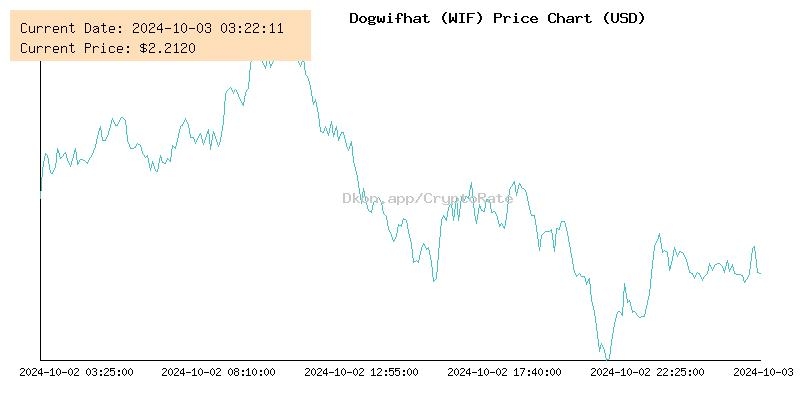 Dogwifhat (WIF) Price Chart (USD)
Current Date: 2024-10-03 03:22:11
Current Price: $2.2120
Dkon.app/CryptoRate
2024-10-02 03:25:00 2024-10-02 08:10:00 2024-10-02 12:55:00 2024-10-02 17:40:00 2024-10-02 22:25:00 2024-10-03